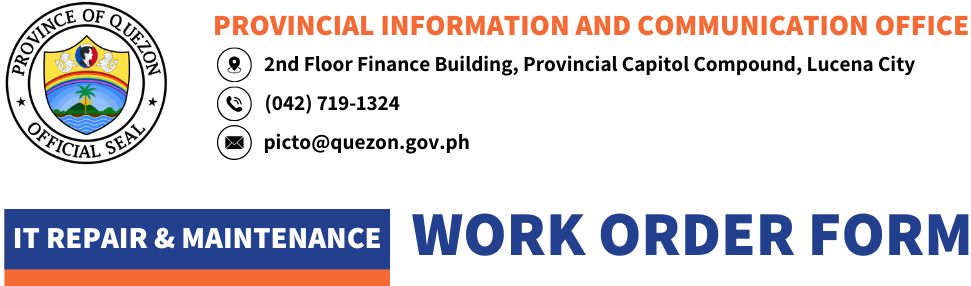 PROVINCE OF QUEZON
OFFICIAL SEAL
PROVINCIAL INFORMATION AND COMMUNICATION OFFICE
2nd Floor Finance Building, Provincial Capitol Compound, Lucena City
(042) 719-1324
picto@quezon.gov.ph
IT REPAIR & MAINTENANCE
WORK ORDER FORM